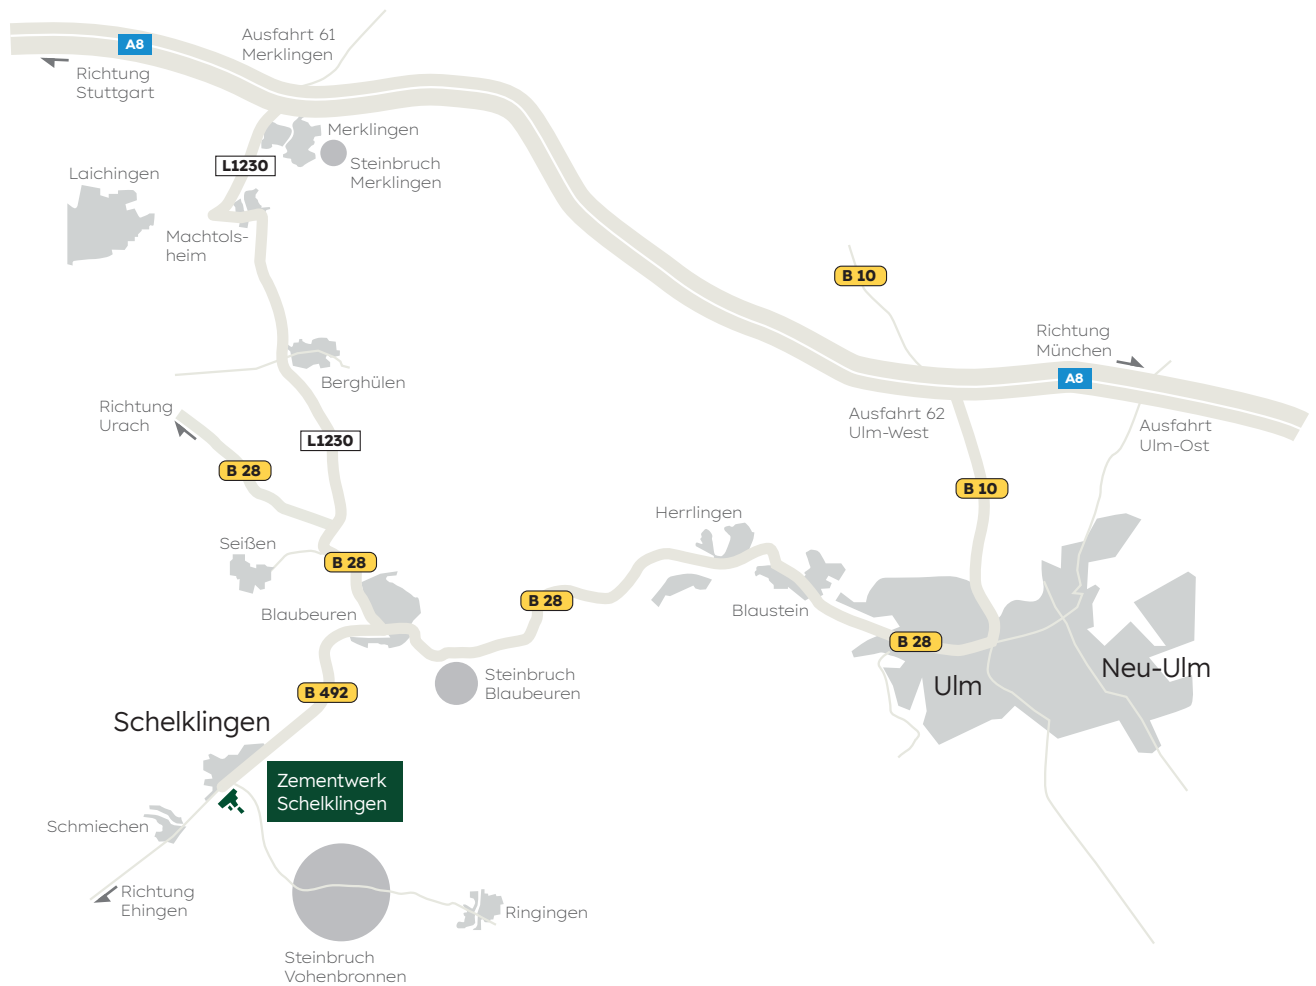 Ausfahrt 61
Merklingen
A8
Richtung
Stuttgart
Merklingen
L1230
Steinbruch
Merklingen
Laichingen
Machtols-
heim
B 10
Richtung
München
A8
Berghülen
Richtung
Urach
Ausfahrt 62
Ulm-West
Ausfahrt
Ulm-Ost
L1230
B 28
B 10
Herrlingen
Seißen
B 28
B 28
Blaubeuren
Blaustein
B 28
Steinbruch
Blaubeuren
Ulm
Neu-Ulm
B 492
Schelklingen
Zementwerk
Schelklingen
Schmiechen
Richtung
Ehingen
Ringingen
Steinbruch
Vohenbronnen